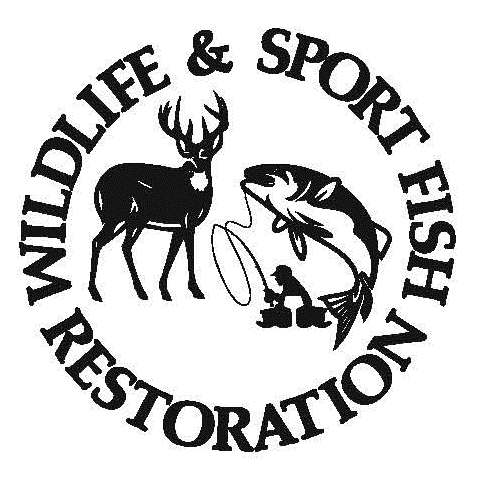 WILDLIFE & SPORT FISH
RESTORATION